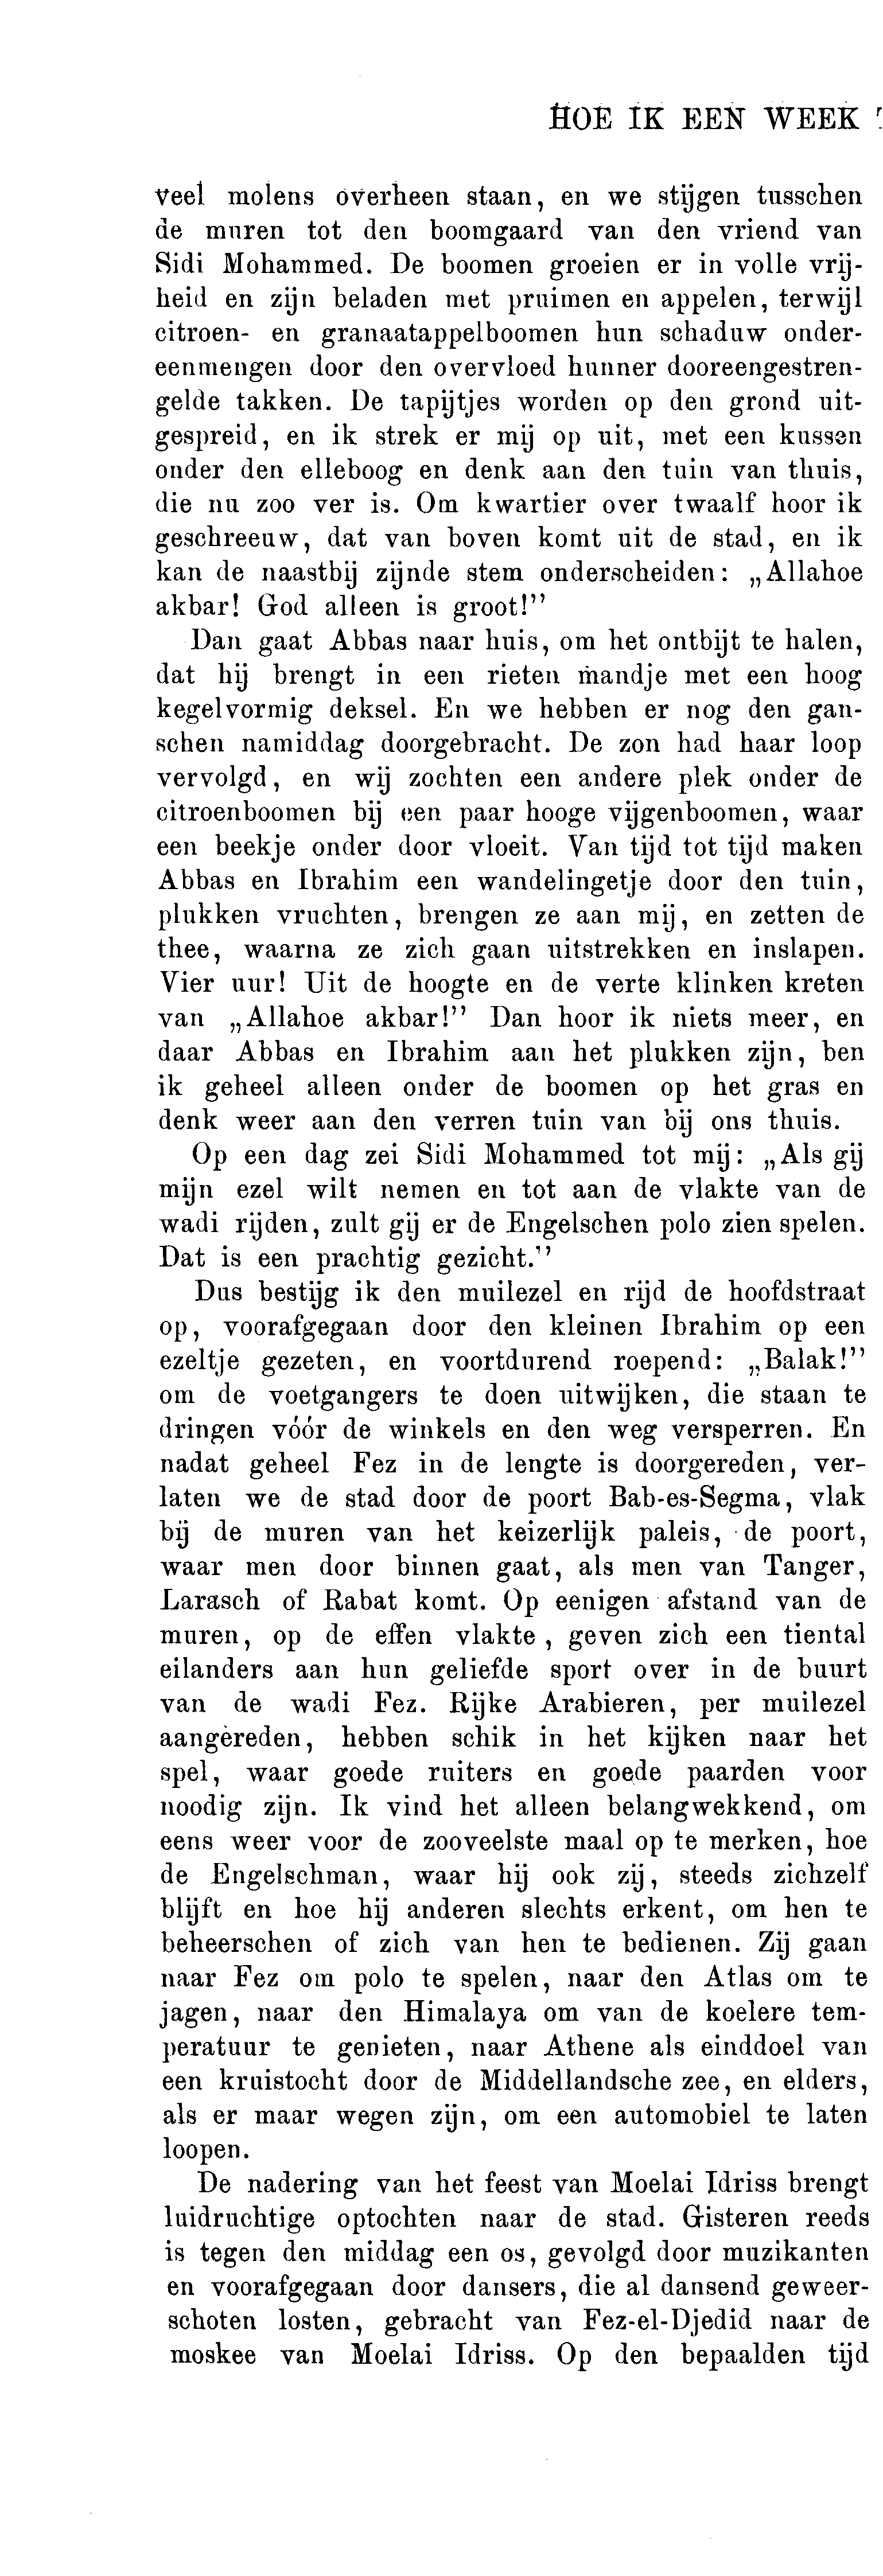 HOE IK EEN WEEK
veel molens overheen staan, en we stijgen tusschen
de muren tot den boomgaard van den vriend van
Sidi Mohammed. De boomen groeien er in volle vrij-
heid en zijn beladen met pruimen en appelen, terwijl
citroen- en granaatappelboomen hun schaduw onder-
eenmengen door den overvloed hunner dooreengestren-
gelde takken. De tapijtjes worden op den grond uit-
gespreid, en ik strek er mij op uit, met een kussen
onder den elleboog en denk aan den tuin van thuis,
die nu zoo ver is. Om kwartier over twaalf hoor ik
geschreeuw, dat van boven komt uit de stad, en ik
kan de naastbij zijnde stem onderscheiden: „Allahoe
akbar! God alleen is groot!”
Dan gaat Abbas naar huis, om het ontbijt te halen,
dat hij brengt in een rieten mandje met een hoog
kegelvormig deksel. En we hebben er nog den gan-
schen namiddag doorgebracht. De zon had haar loop
vervolgd, en wij zochten een andere plek onder de
citroenboomen bij een paar hooge vijgenboomen, waar
een beekje onder door vloeit. Van tijd tot tijd maken
Abbas en Ibrahim een wandelingetje door den tuin,
plukken vruchten, brengen ze aan mij, en zetten de
thee, waarna ze zich gaan uitstrekken en inslapen.
Vier uur! Uit de hoogte en de verte klinken kreten
van „Allahoe akbar!” Dan hoor ik niets meer, en
daar Abbas en Ibrahim aan het plukken zijn, ben
ik geheel alleen onder de boomen op het gras en
denk weer aan den verren tuin van bij ons thuis.
Op een dag zei Sidi Mohammed tot mij: „Als gij
mijn ezel wilt nemen en tot aan de vlakte van de
wadi rijden, zult gij er de Engelschen polo zien spelen.
Dat is een prachtig gezicht.”
Dus bestijg ik den muilezel en rijd de hoofdstraat
op, voorafgegaan door den kleinen Ibrahim op een
ezeltje gezeten, en voortdurend roepend: „Balak!”
om de voetgangers te doen uitwijken, die staan te
dringen vóór de winkels en den weg versperren. En
nadat geheel Fez in de lengte is doorgereden, ver-
laten we de stad door de poort Bab-es-Segma, vlak
bij de muren van het keizerlijk paleis, de poort,
waar men door binnen gaat, als men van Tanger,
Larasch of Rabat komt. Op eenigen afstand van de
muren, op de effen vlakte, geven zich een tiental
eilanders aan hun geliefde sport over in de buurt
van de wadi Fez. Rijke Arabieren, per muilezel
aangereden, hebben schik in het kijken naar het
spel, waar goede ruiters en goede paarden voor
noodig zijn. Ik vind het alleen belangwekkend, om
eens weer voor de zooveelste maal op te merken, hoe
de Engelschman, waar hij ook zij, steeds zichzelf
blijft en hoe hij anderen slechts erkent, om hen te
beheerschen of zich van hen te bedienen. Zij gaan
naar Fez om polo te spelen, naar den Atlas om te
jagen, naar den Himalaya om van de koelere tem-
peratuur te genieten, naar Athene als einddoel van
een kruistocht door de Middellandsche zee, en elders,
als er maar wegen zijn, om een automobiel te laten
loopen.
De nadering van het feest van Moelai Idriss brengt
luidruchtige optochten naar de stad. Gisteren reeds
is tegen den middag een os, gevolgd door muzikanten
en voorafgegaan door dansers, die al dansend geweer-
schoten losten, gebracht van Fez-el-Djedid naar de
moskee van Moelai Idriss. Op den bepaalden tijd